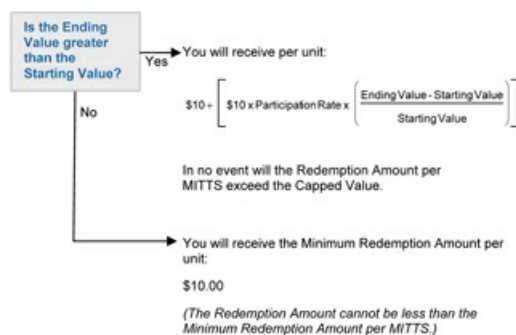 Is the Ending
Value greater
than the
Starting Value?
Yes
You will receive per unit:
$10 + [ $10 x Participation Rate x ( Ending Value - Starting Value
Starting Value ) ]
In no event will the Redemption Amount per
MITTS exceed the Capped Value.
No
You will receive the Minimum Redemption Amount per
unit:
$10.00
(The Redemption Amount cannot be less than the
Minimum Redemption Amount per MITTS.)